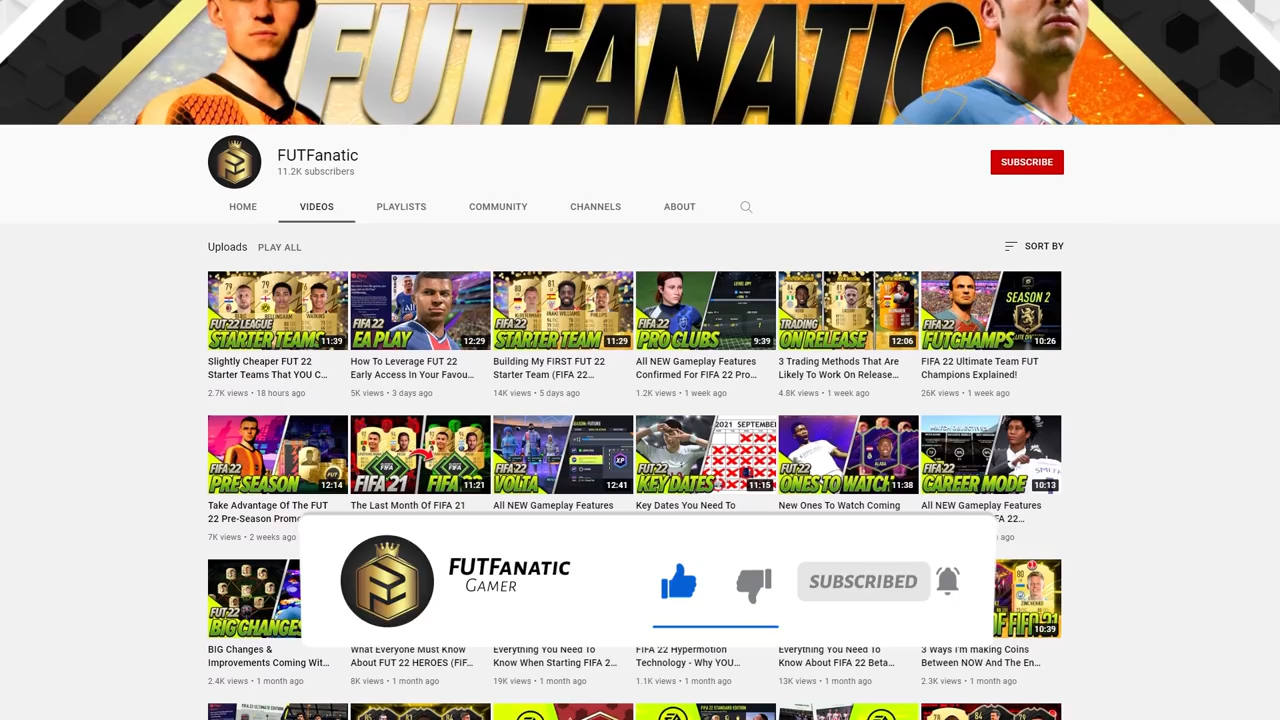 FUTFANATIC
FUTFanatic
11.2K subscribers
SUBSCRIBE
HOME VIDEOS PLAYLISTS COMMUNITY CHANNELS ABOUT
Uploads PLAY ALL SORT BY
79 79 79
FUT 22 LEAGUE
STARTER TEAMS 11:39
FIFA 22
EA PLAY 12:29
81
FIFA 22
STARTER TEAM 11:29
LEVEL UP!
FIFA 22
PRO CLUBS 9:39
TRADING
ON RELEASE 12:06
SEASON 2
FIFA 22
FUTCHAMPS 10:26
Slightly Cheaper FUT 22
Starter Teams That YOU C...
2.7K views • 18 hours ago
How To Leverage FUT 22
Early Access In Your Favou...
5K views • 3 days ago
Building My FIRST FUT 22
Starter Team (FIFA 22...
14K views • 5 days ago
All NEW Gameplay Features
Confirmed For FIFA 22 Pro...
1.2K views • 1 week ago
3 Trading Methods That Are
Likely To Work On Release...
4.8K views • 1 week ago
FIFA 22 Ultimate Team FUT
Champions Explained!
26K views • 1 week ago
FIFA 22
PRE SEASON 12:14
FIFA 21 11:21
FIFA 22
VOLTA XP 12:41
2021 SEPTEMBER
FUT 22
KEY DATES 11:15
ALABA
FUT 22
ONES TO WATCH 11:38
FIFA 22
CAREER MODE 10:13
Take Advantage Of The FUT
22 Pre-Season Promo
7K views • 2 weeks ago
The Last Month Of FIFA 21
All NEW Gameplay Features
Key Dates You Need To
New Ones To Watch Coming
All NEW Gameplay Features
FUTFanatic
GAMER
SUBSCRIBED
FUT 22
BIG CHANGES
80
ZINCHENKO
OF FIFA 21
10:39
BIG Changes &
Improvements Coming Wit...
2.4K views • 1 month ago
What Everyone Must Know
About FUT 22 HEROES (FIF...
8K views • 1 month ago
Everything You Need To
Know When Starting FIFA 2...
19K views • 1 month ago
FIFA 22 Hypermotion
Technology - Why YOU...
1.1K views • 1 month ago
Everything You Need To
Know About FIFA 22 Beta...
13K views • 1 month ago
3 Ways I'm making Coins
Between NOW And The En...
2.3K views • 1 month ago